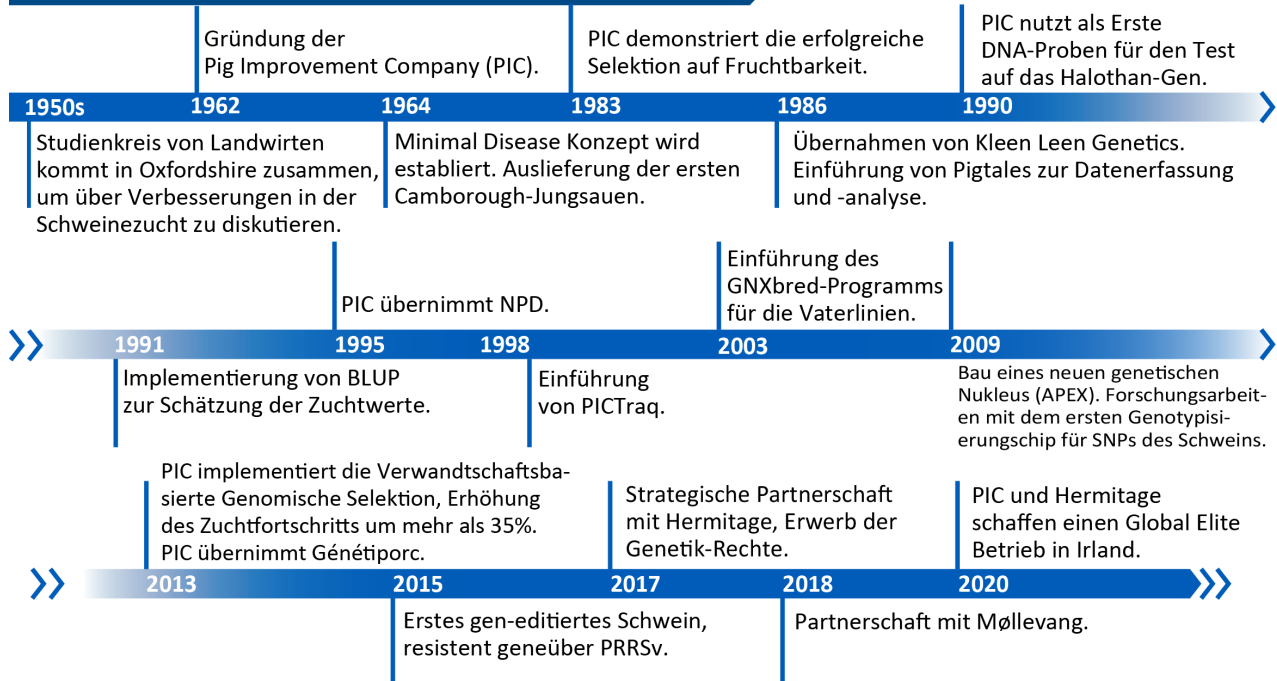 1950s
Studienkreis von Landwirten
kommt in Oxfordshire zusammen,
um über Verbesserungen in der
Schweinezucht zu diskutieren.
1962
Gründung der
Pig Improvement Company (PIC).
1964
Minimal Disease Konzept wird
etabliert. Auslieferung der ersten
Camborough-Jungsauen.
1983
PIC demonstriert die erfolgreiche
Selektion auf Fruchtbarkeit.
1986
Übernahmen von Kleen Leen Genetics.
Einführung von Pigtales zur Datenerfassung
und -analyse.
1990
PIC nutzt als Erste
DNA-Proben für den Test
auf das Halothan-Gen.
1991
Implementierung von BLUP
zur Schätzung der Zuchtwerte.
1995
PIC übernimmt NPD.
1998
Einführung
von PICTraq.
2003
Einführung des
GNXbred-Programms
für die Vaterlinien.
2009
Bau eines neuen genetischen
Nukleus (APEX). Forschungsarbeit-
en mit dem ersten Genotypisi-
erungschip für SNPs des Schweins.
2013
PIC implementiert die Verwandtschaftsba-
sierte Genomische Selektion, Erhöhung
des Zuchtfortschritts um mehr als 35%.
PIC übernimmt Génétiporc.
2015
Erstes gen-editiertes Schwein,
resistent geneüber PRRSv.
2017
Strategische Partnerschaft
mit Hermitage, Erwerb der
Genetik-Rechte.
2018
Partnerschaft mit Møllevang.
2020
PIC und Hermitage
schaffen einen Global Elite
Betrieb in Irland.